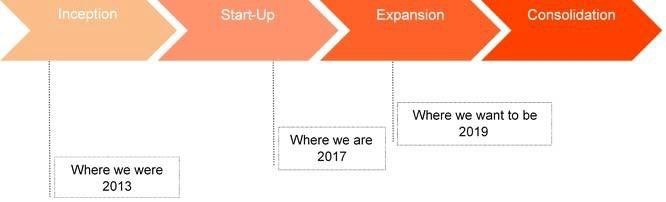 Inception
Start-Up
Expansion
Consolidation
Where we want to be
2019
Where we are
2017
Where we were
2013